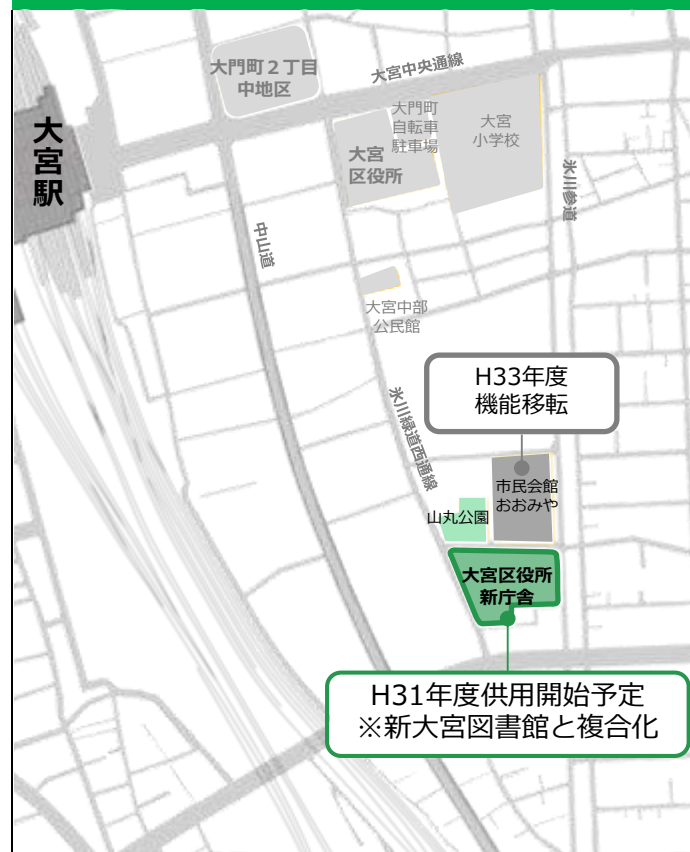 大門町２丁目
中地区
大宮中央通線
大宮駅
大門町
自転車
駐車場
大宮
小学校
大宮
区役所
氷川参道
中山道
大宮中部
公民館
H33年度
機能移転
氷川緑道西通線
市民会館
おおみや
山丸公園
大宮区役所
新庁舎
H31年度供用開始予定
※新大宮図書館と複合化